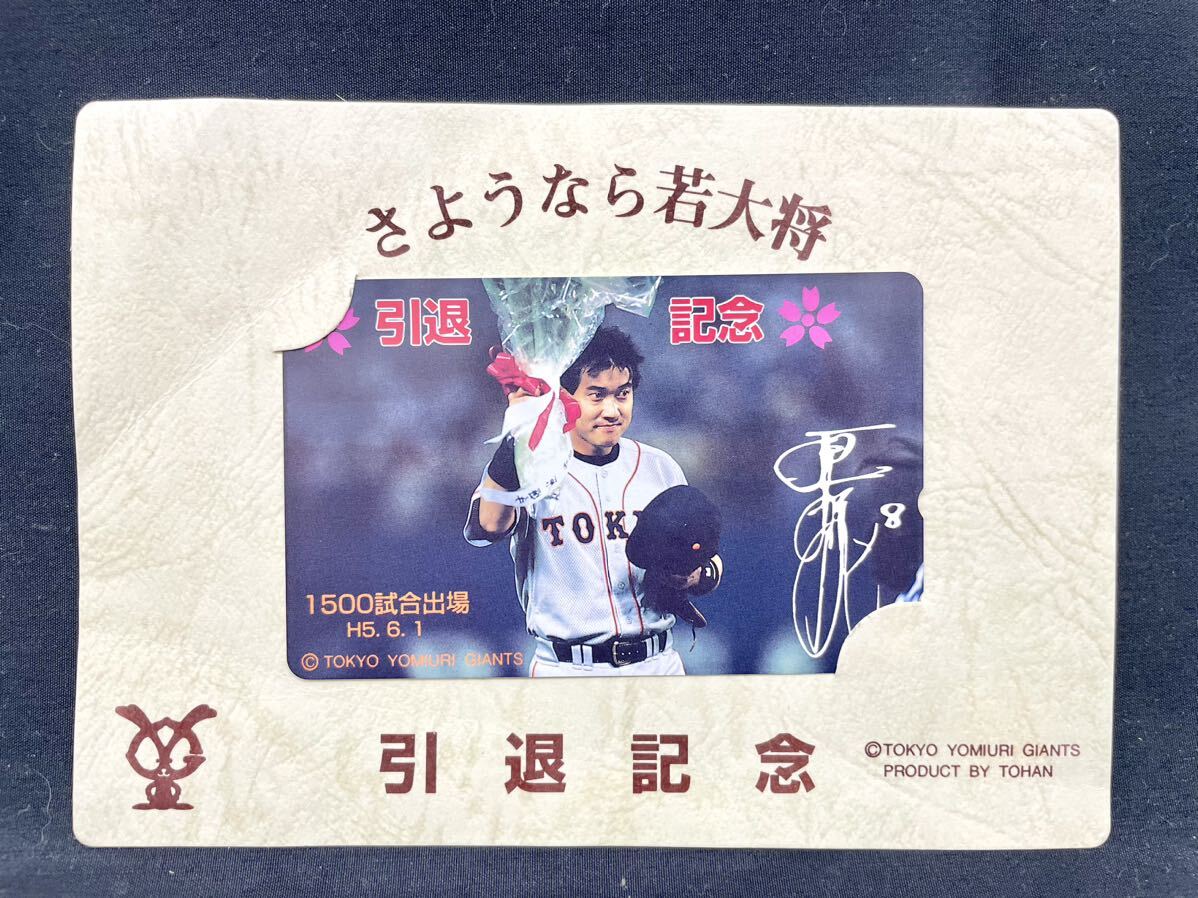 さようなら若大将
引退 記念
8
1500試合出場
H5. 6. 1
© TOKYO YOMIURI GIANTS
引退記念
©TOKYO YOMIURI GIANTS
PRODUCT BY TOHAN